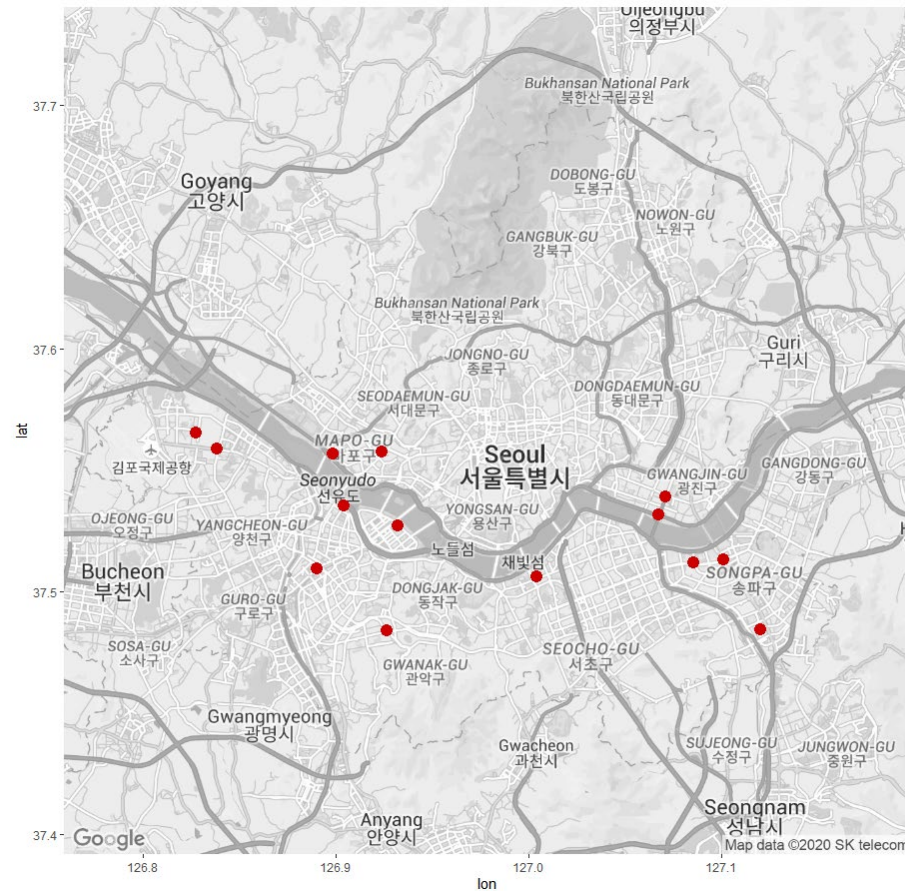 Uijeongbu
의정부시
Bukhansan National Park
북한산국립공원
37.7
DOBONG-GU
도봉구
Goyang
고양시
NOWON-GU
노원구
GANGBUK-GU
강북구
Bukhansan National Park
북한산국립공원
37.6
Guri
구리시
JONGNO-GU
종로구
SEODAEMUN-GU
서대문구
DONGDAEMUN-GU
동대문구
lat
MAPO-GU
마포구
Seoul
서울특별시
김포국제공항
Seonyudo
선유도
GWANGJIN-GU
광진구
GANGDONG-GU
강동구
OJEONG-GU
오정구
YANGCHEON-GU
양천구
YONGSAN-GU
용산구
노들섬
채빛섬
Bucheon
부천시
37.5
SONGPA-GU
송파구
DONGJAK-GU
동작구
GURO-GU
구로구
SOSA-GU
소사구
SEOCHO-GU
서초구
GWANAK-GU
관악구
Gwangmyeong
광명시
Gwacheon
과천시
SUJEONG-GU
수정구
JUNGWON-GU
중원구
Seongnam
성남시
Anyang
안양시
37.4
Google
Map data ©2020 SK telecom
126.8
126.9
127.0
127.1
lon